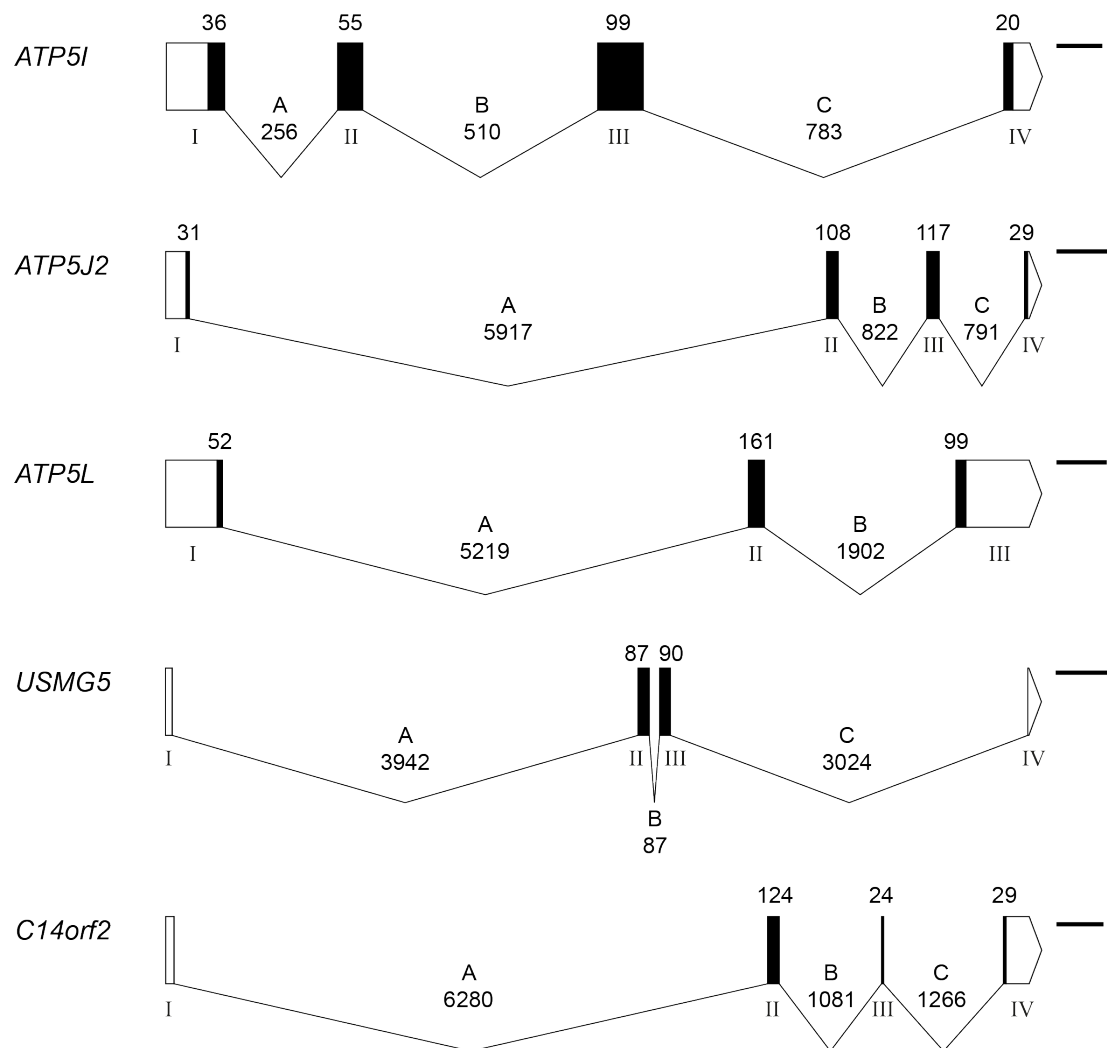 36 55 99 20
ATP5I
A B C
256 510 783
I II III IV
31 108 117 29
ATP5J2
A B C
5917 822 791
I II III IV
52 161 99
ATP5L
A B
5219 1902
I II III
87 90
USMG5
A C
3942 3024
I II III IV
B
87
124 24 29
C14orf2
A B C
6280 1081 1266
I II III IV